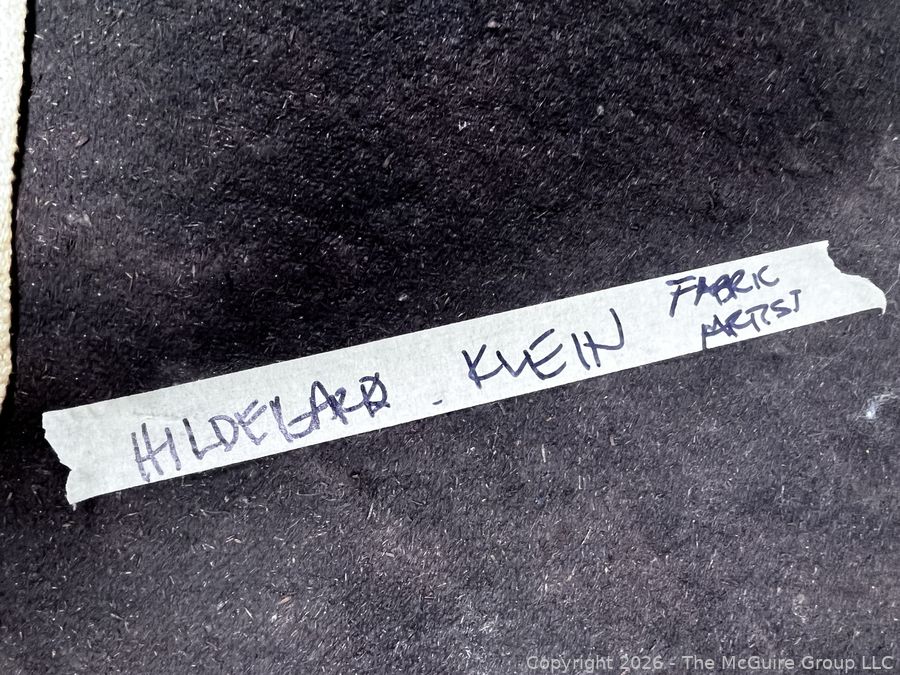 HILDEGARD. KLEIN FABRIC
ARTIST
Copyright 2026 - The McGuire Group LLC